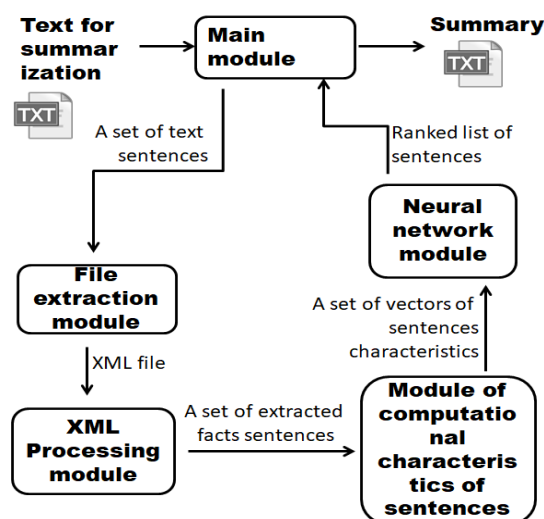 Text for
summar
ization
TXT
Main
module
Summary
TXT
A set of text
sentences
Ranked list of
sentences
Neural
network
module
File
extraction
module
A set of vectors of
sentences
characteristics
XML file
XML
Processing
module
A set of extracted
facts sentences
Module of
computatio
nal
characteris
tics of
sentences